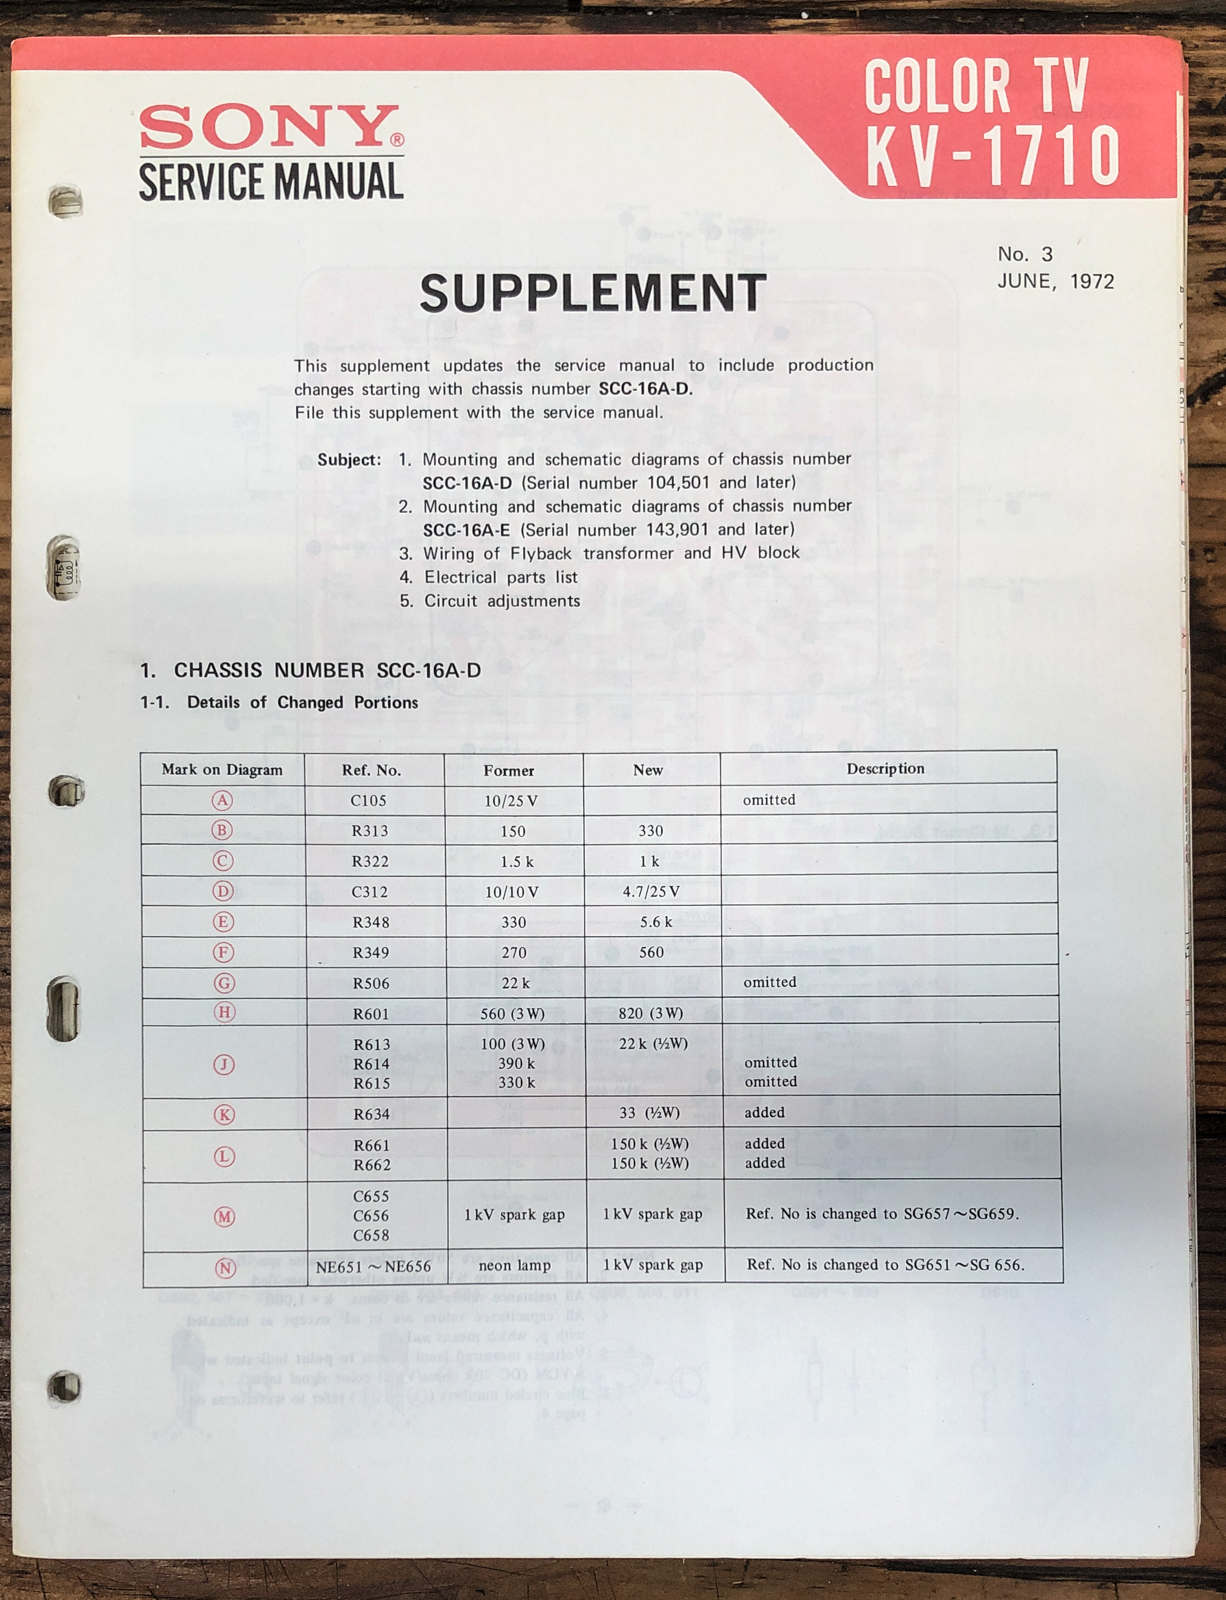 COLOR TV
KV-1710
SONY®
SERVICE MANUAL
No. 3
JUNE, 1972
SUPPLEMENT
This supplement updates the service manual to include production
changes starting with chassis number SCC-16A-D.
File this supplement with the service manual.
Subject: 1. Mounting and schematic diagrams of chassis number
SCC-16A-D (Serial number 104,501 and later)
2. Mounting and schematic diagrams of chassis number
SCC-16A-E (Serial number 143,901 and later)
3. Wiring of Flyback transformer and HV block
4. Electrical parts list
5. Circuit adjustments
1. CHASSIS NUMBER SCC-16A-D
1-1. Details of Changed Portions
Mark on Diagram Ref. No. Former New Description
Ⓐ C105 10/25 V omitted
Ⓑ R313 150 330
Ⓒ R322 1.5 k 1 k
Ⓓ C312 10/10 V 4.7/25 V
Ⓔ R348 330 5.6 k
Ⓕ R349 270 560
Ⓖ R506 22 k omitted
Ⓗ R601 560 (3 W) 820 (3 W)
Ⓙ R613 100 (3 W) 22 k (½W)
R614 390 k omitted
R615 330 k omitted
Ⓚ R634 33 (½W) added
Ⓛ R661 150 k (½W) added
R662 150 k (½W) added
Ⓜ C655
C656 1 kV spark gap 1 kV spark gap Ref. No is changed to SG657 ~ SG659.
C658
Ⓝ NE651 ~ NE656 neon lamp 1 kV spark gap Ref. No is changed to SG651 ~ SG 656.